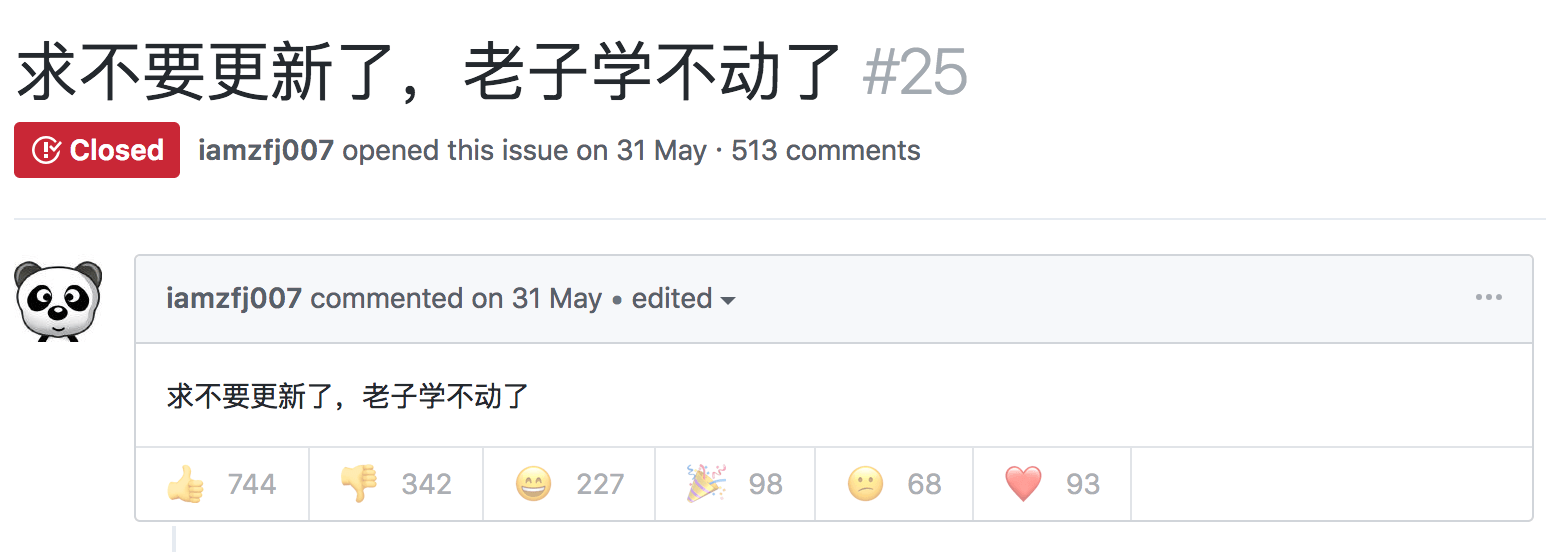 求不要更新了，老子学不动了 #25
Closed iamzfj007 opened this issue on 31 May · 513 comments
iamzfj007 commented on 31 May • edited
求不要更新了，老子学不动了
744 342 227 98 68 93